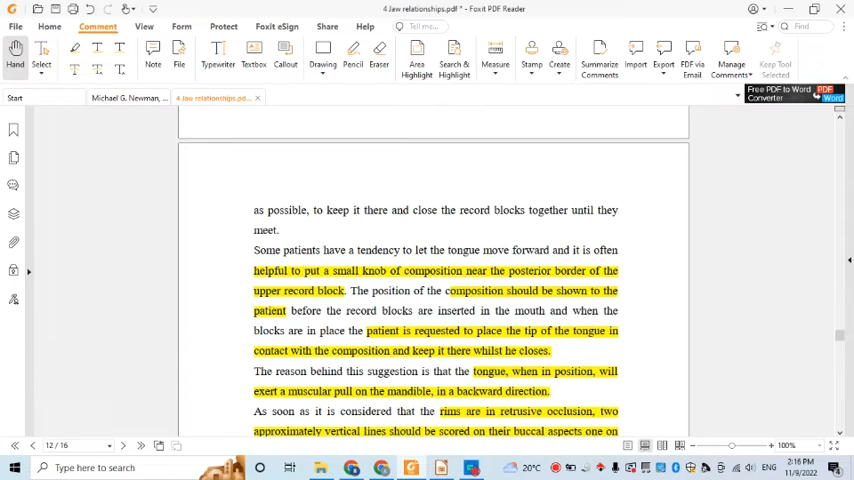 4 Jaw relationships.pdf * - Foxit PDF Reader
File Home Comment View Form Protect Foxit eSign Share Help Tell me... Find
Hand Select Note File Typewriter Textbox Callout Drawing Pencil Eraser Area Highlight Search & Highlight Measure Stamp Create Summarize Comments Import Export FDF via Email Manage Comments Keep Tool Selected
Start Michael G. Newman, ... 4 Jaw relationships.pd...
Free PDF to Word Converter PDF Word
as possible, to keep it there and close the record blocks together until they
meet.
Some patients have a tendency to let the tongue move forward and it is often
helpful to put a small knob of composition near the posterior border of the
upper record block. The position of the composition should be shown to the
patient before the record blocks are inserted in the mouth and when the
blocks are in place the patient is requested to place the tip of the tongue in
contact with the composition and keep it there whilst he closes.
The reason behind this suggestion is that the tongue, when in position, will
exert a muscular pull on the mandible, in a backward direction.
As soon as it is considered that the rims are in retrusive occlusion, two
approximately vertical lines should be scored on their buccal aspects one on
12 / 16 100%
Type here to search 20°C ENG 2:16 PM
11/9/2022 4